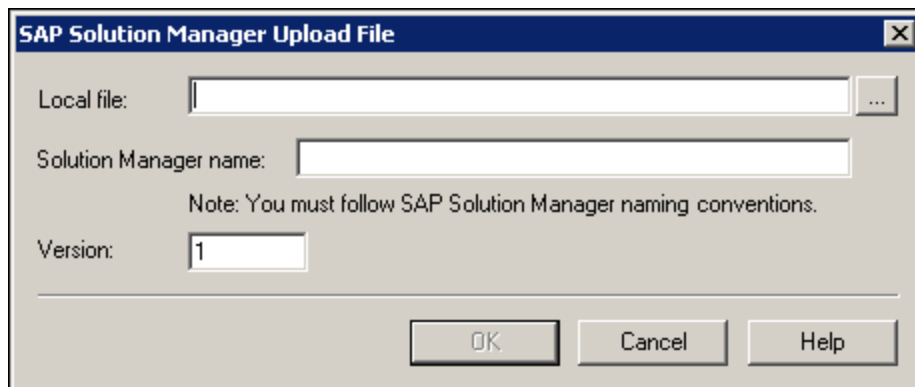 SAP Solution Manager Upload File
Local file:
...
Solution Manager name:
Note: You must follow SAP Solution Manager naming conventions.
Version: 1
OK Cancel Help